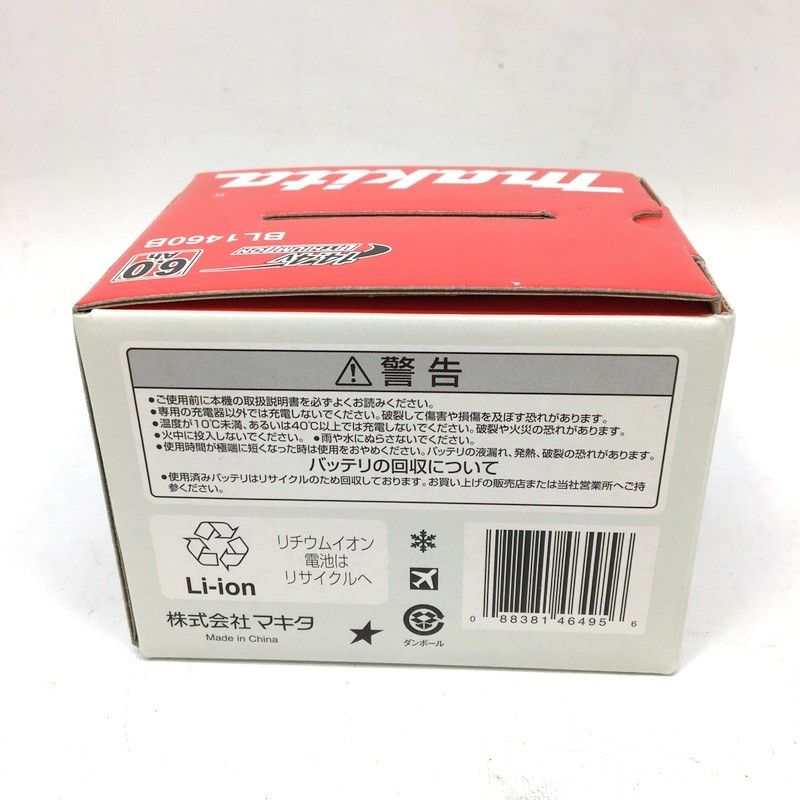 makita
BL1460B
14.4V
LITHIUM-ION
6.0
Ah
警告
●ご使用前に本機の取扱説明書を必ずよくお読みください。
●専用の充電器以外では充電しないでください。破裂して傷害や損傷を及ぼす恐れがあります。
●温度が10℃未満、あるいは40℃以上では充電しないでください。破裂や火災の恐れがあります。
●火中に投入しないでください。 ●雨や水にぬらさないでください。
●使用時間が極端に短くなった時は使用をおやめください。バッテリの液漏れ、発熱、破裂の恐れがあります。
バッテリの回収について
●使用済みバッテリはリサイクルのため回収しております。お買い上げの販売店または当社営業所へご持
参ください。
Li-ion
リチウムイオン
電池は
リサイクルへ
株式会社マキタ
Made in China
ダンボール
0 88381 46495 6